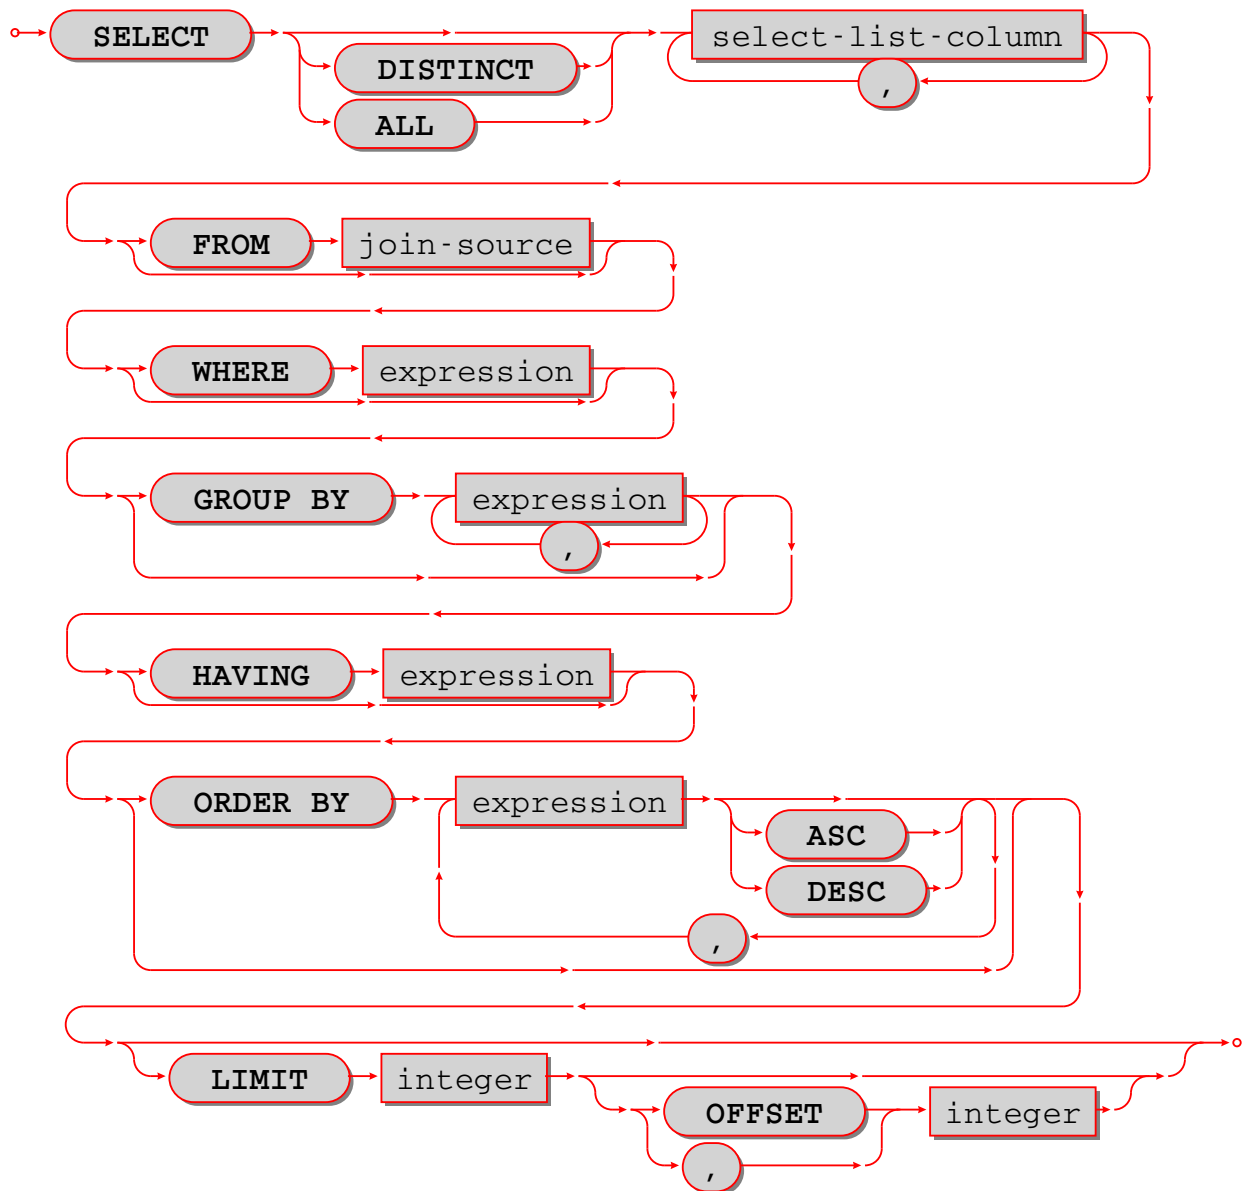 SELECT select-list-column
DISTINCT ,
ALL
FROM join-source
WHERE expression
GROUP BY expression
,
HAVING expression
ORDER BY expression
ASC
DESC
,
LIMIT integer
OFFSET integer
,